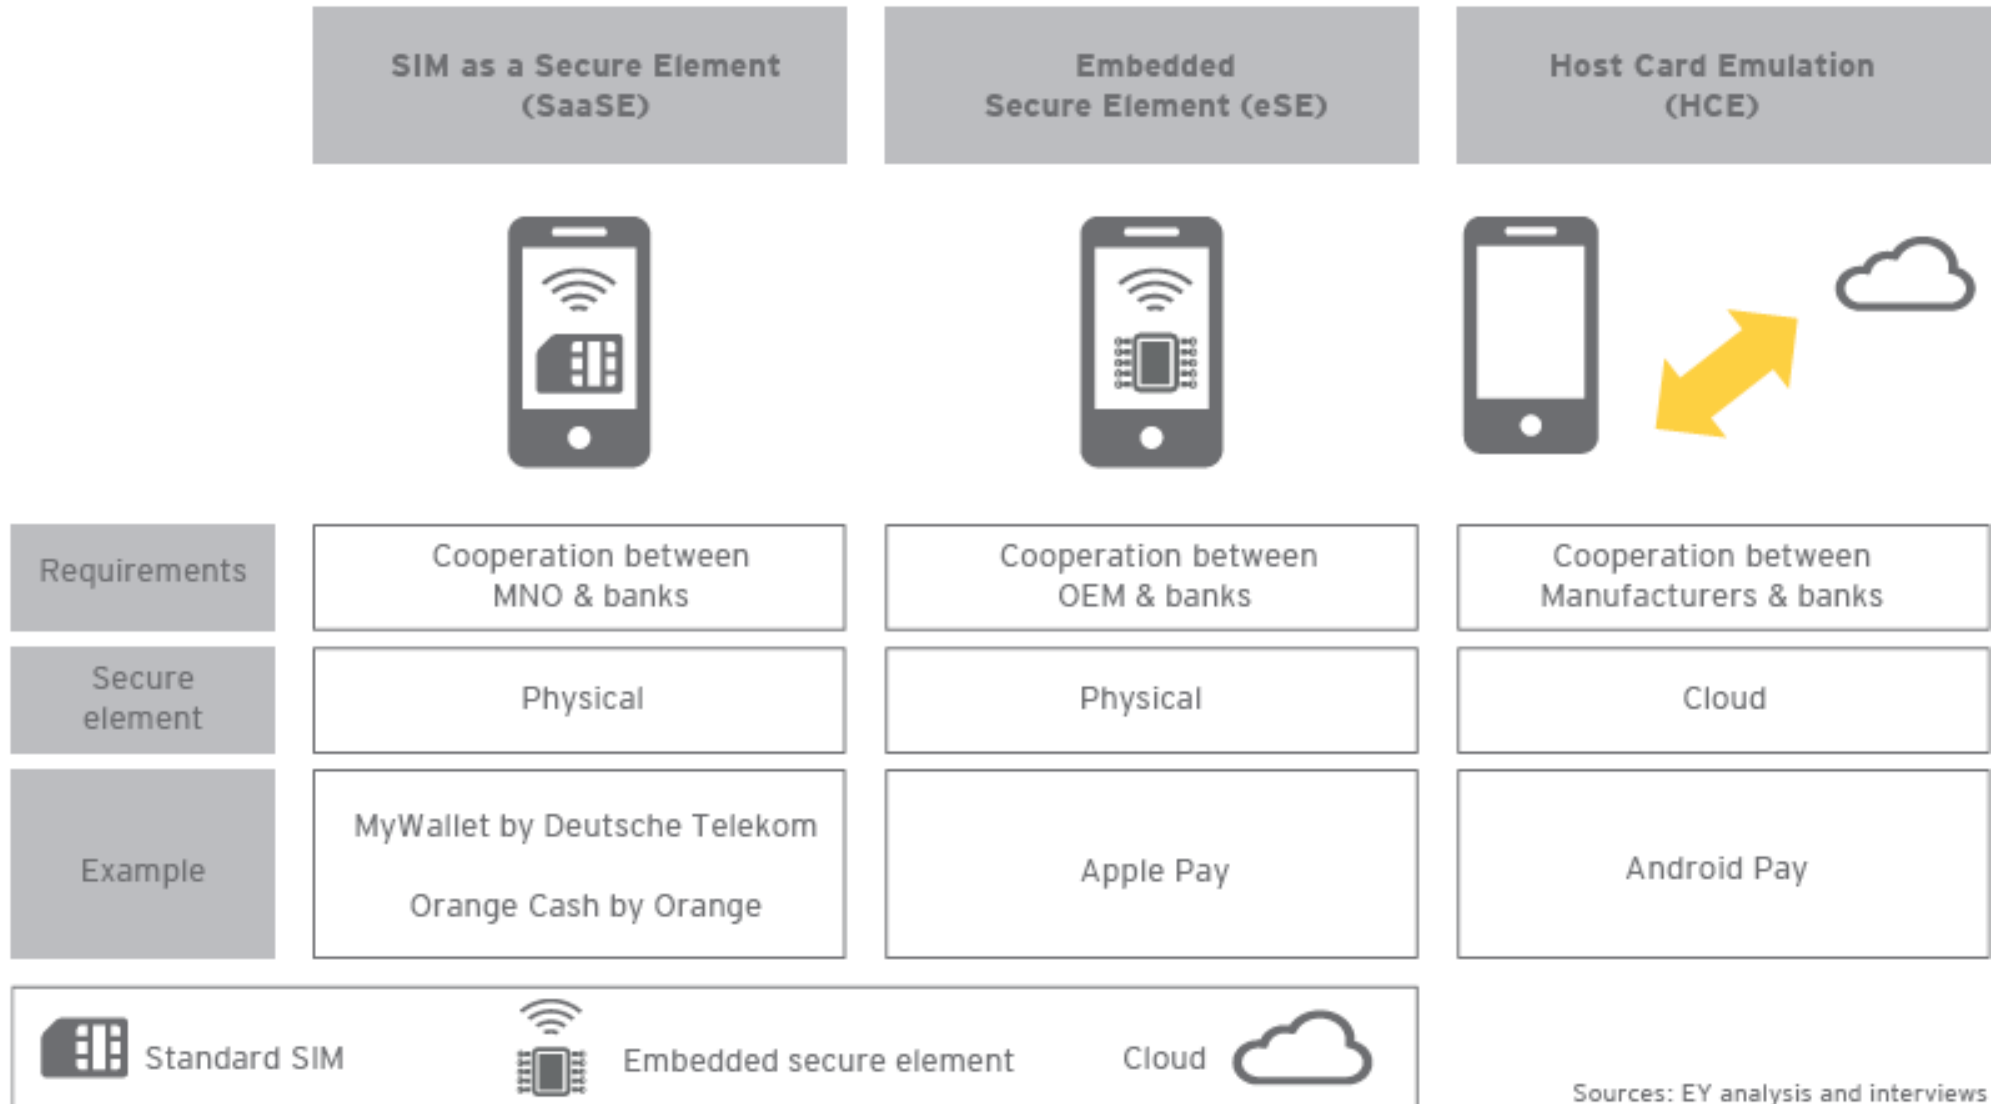 SIM as a Secure Element
(SaaSE)
Embedded
Secure Element (eSE)
Host Card Emulation
(HCE)
Requirements
Cooperation between
MNO & banks
Cooperation between
OEM & banks
Cooperation between
Manufacturers & banks
Secure
element
Physical
Physical
Cloud
Example
MyWallet by Deutsche Telekom
Orange Cash by Orange
Apple Pay
Android Pay
Standard SIM
Embedded secure element
Cloud
Sources: EY analysis and interviews